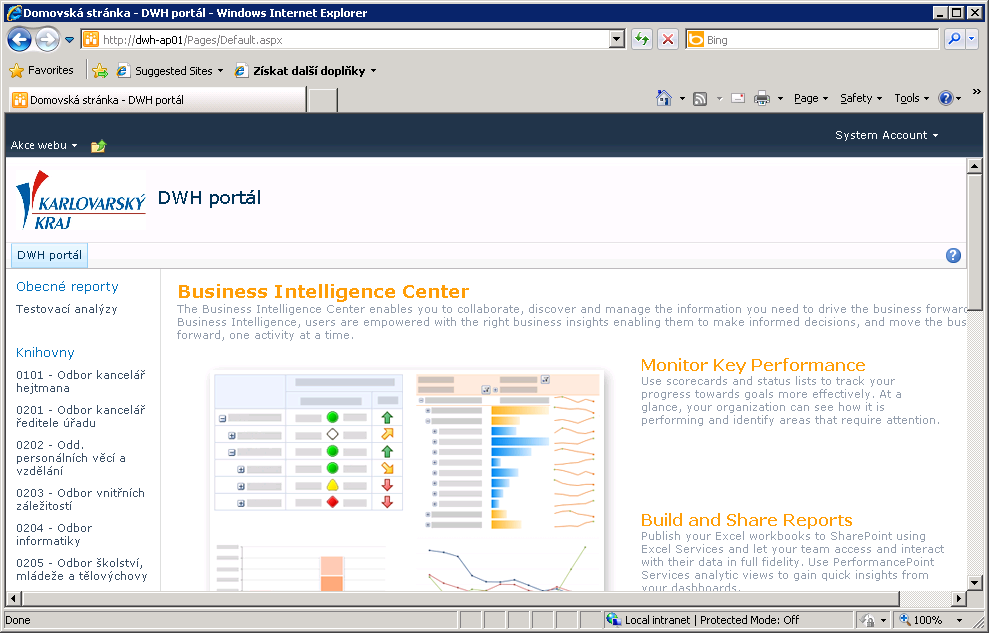 Domovská stránka - DWH portál - Windows Internet Explorer
http://dwh-ap01/Pages/Default.aspx
Bing
Favorites
Suggested Sites
Získat další doplňky
Domovská stránka - DWH portál
Page
Safety
Tools
System Account
Akce webu
KARLOVARSKÝ
KRAJ
DWH portál
DWH portál
Obecné reporty
Testovací analýzy
Knihovny
0101 - Odbor kancelář
hejtmana
0201 - Odbor kancelář
ředitele úřadu
0202 - Odd.
personálních věcí a
vzdělání
0203 - Odbor vnitřních
záležitostí
0204 - Odbor
informatiky
0205 - Odbor školství,
mládeže a tělovýchovy
Business Intelligence Center
The Business Intelligence Center enables you to collaborate, discover and manage the information you need to drive the business forward
Business Intelligence, users are empowered with the right business insights enabling them to make informed decisions, and move the bus
forward, one activity at a time.
Monitor Key Performance
Use scorecards and status lists to track your
progress towards goals more effectively. At a
glance, your organization can see how it is
performing and identify areas that require attention.
Build and Share Reports
Publish your Excel workbooks to SharePoint using
Excel Services and let your team access and interact
with their data in full fidelity. Use PerformancePoint
Services analytic views to gain quick insights from
your dashboards.
Done
Local intranet | Protected Mode: Off
100%